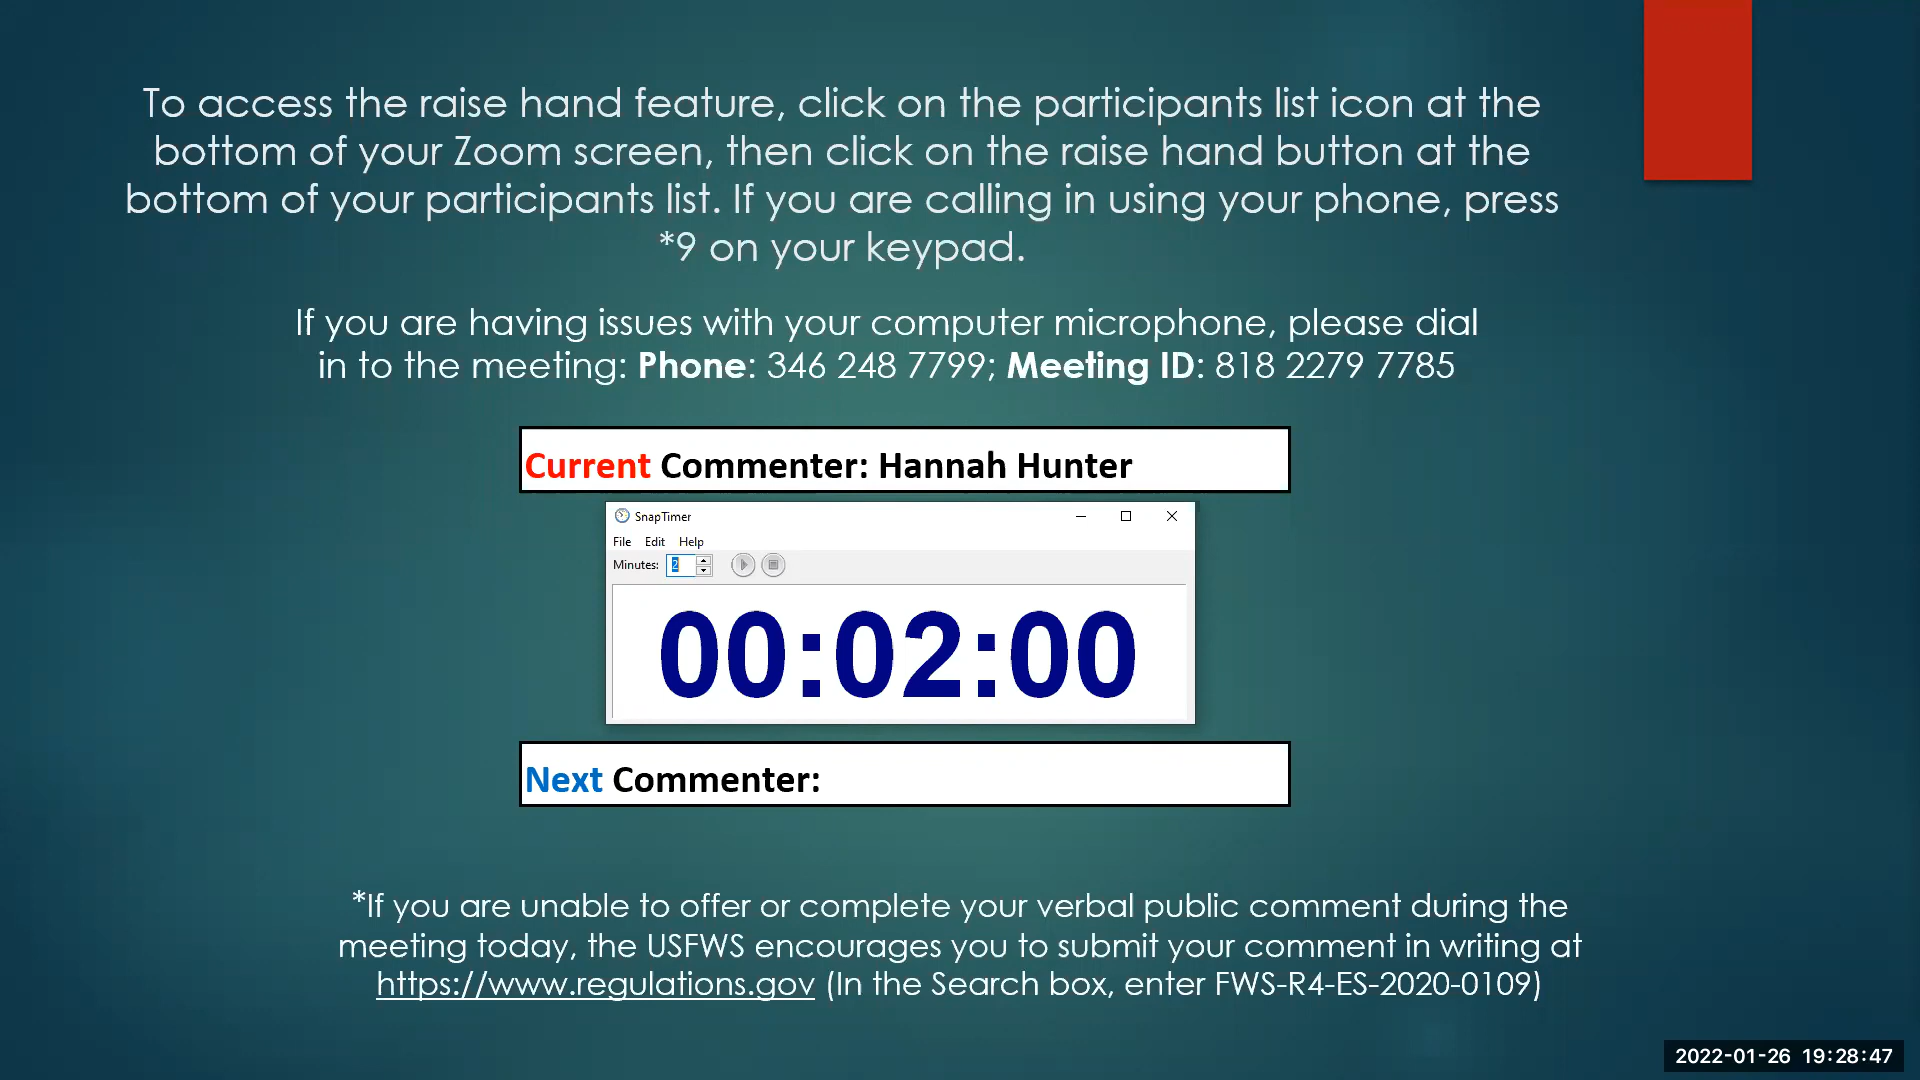 To access the raise hand feature, click on the participants list icon at the
bottom of your Zoom screen, then click on the raise hand button at the
bottom of your participants list. If you are calling in using your phone, press
*9 on your keypad.
If you are having issues with your computer microphone, please dial
in to the meeting: Phone: 346 248 7799; Meeting ID: 818 2279 7785
Current Commenter: Hannah Hunter
SnapTimer
File Edit Help
Minutes: 2
00:02:00
Next Commenter:
*If you are unable to offer or complete your verbal public comment during the
meeting today, the USFWS encourages you to submit your comment in writing at
https://www.regulations.gov (In the Search box, enter FWS-R4-ES-2020-0109)
2022-01-26 19:28:47